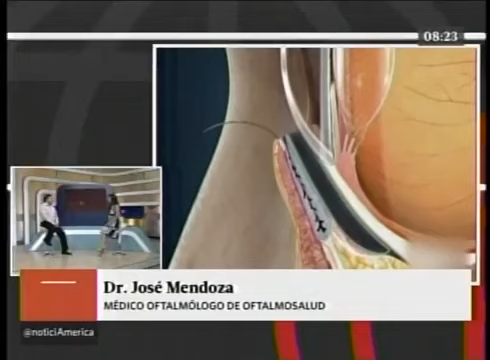 08:23
Dr. José Mendoza
MÉDICO OFTALMÓLOGO DE OFTALMOSALUD
@noticiAmerica